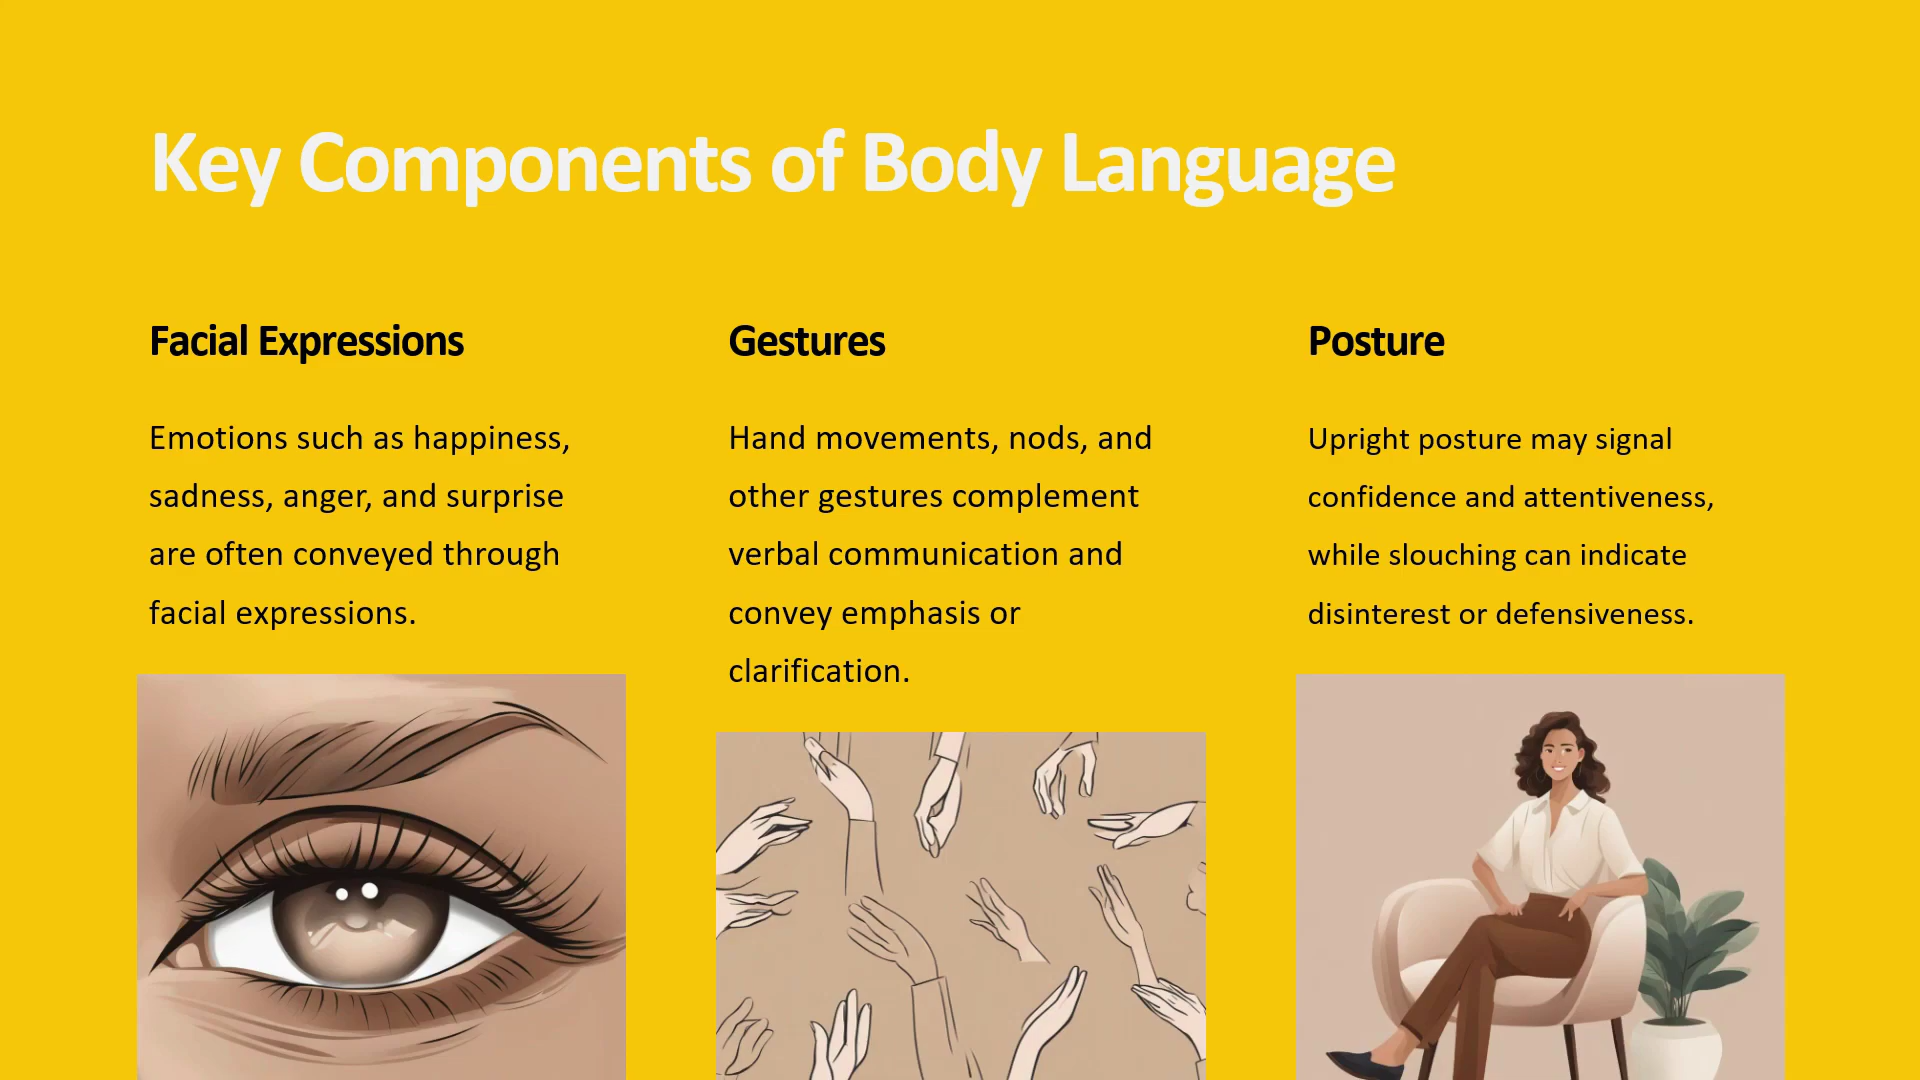 Key Components of Body Language
Facial Expressions
Emotions such as happiness,
sadness, anger, and surprise
are often conveyed through
facial expressions.
Gestures
Hand movements, nods, and
other gestures complement
verbal communication and
convey emphasis or
clarification.
Posture
Upright posture may signal
confidence and attentiveness,
while slouching can indicate
disinterest or defensiveness.